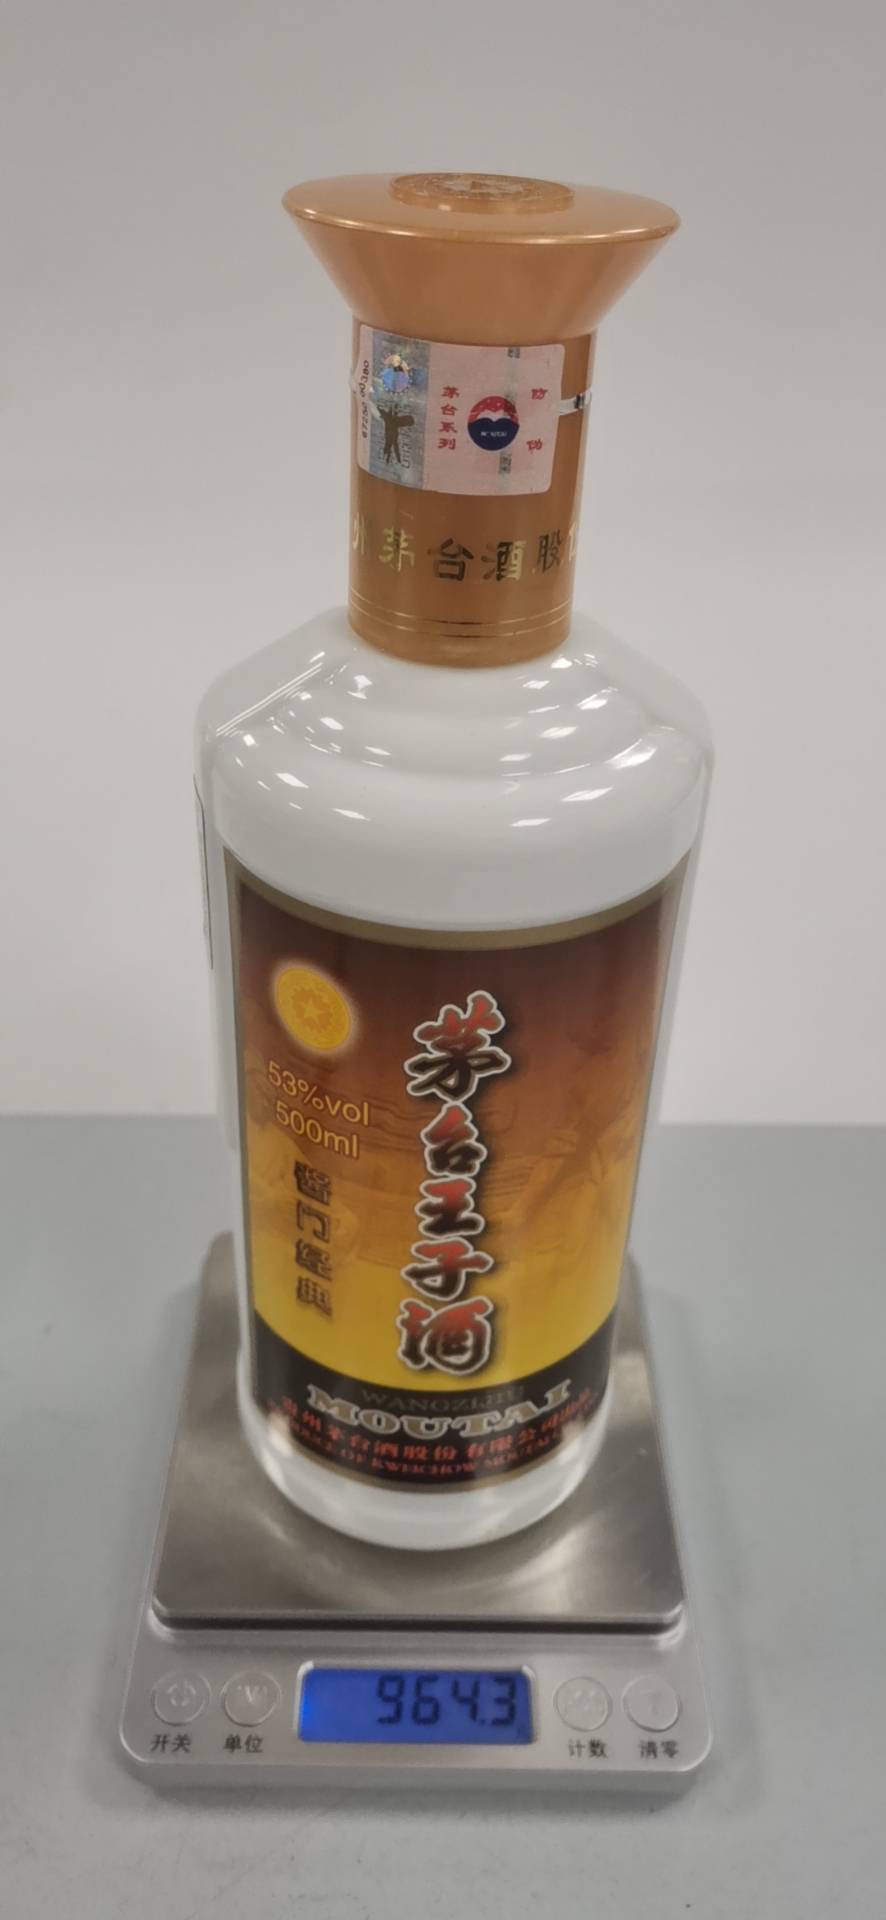 茅台系列
防伪
州茅台酒股
53%vol
500ml
酱门经典
茅台王子酒
WANGZIJIU
MOUTAI
贵州茅台酒股份有限公司出品
964.3
开关
单位
计数
清零